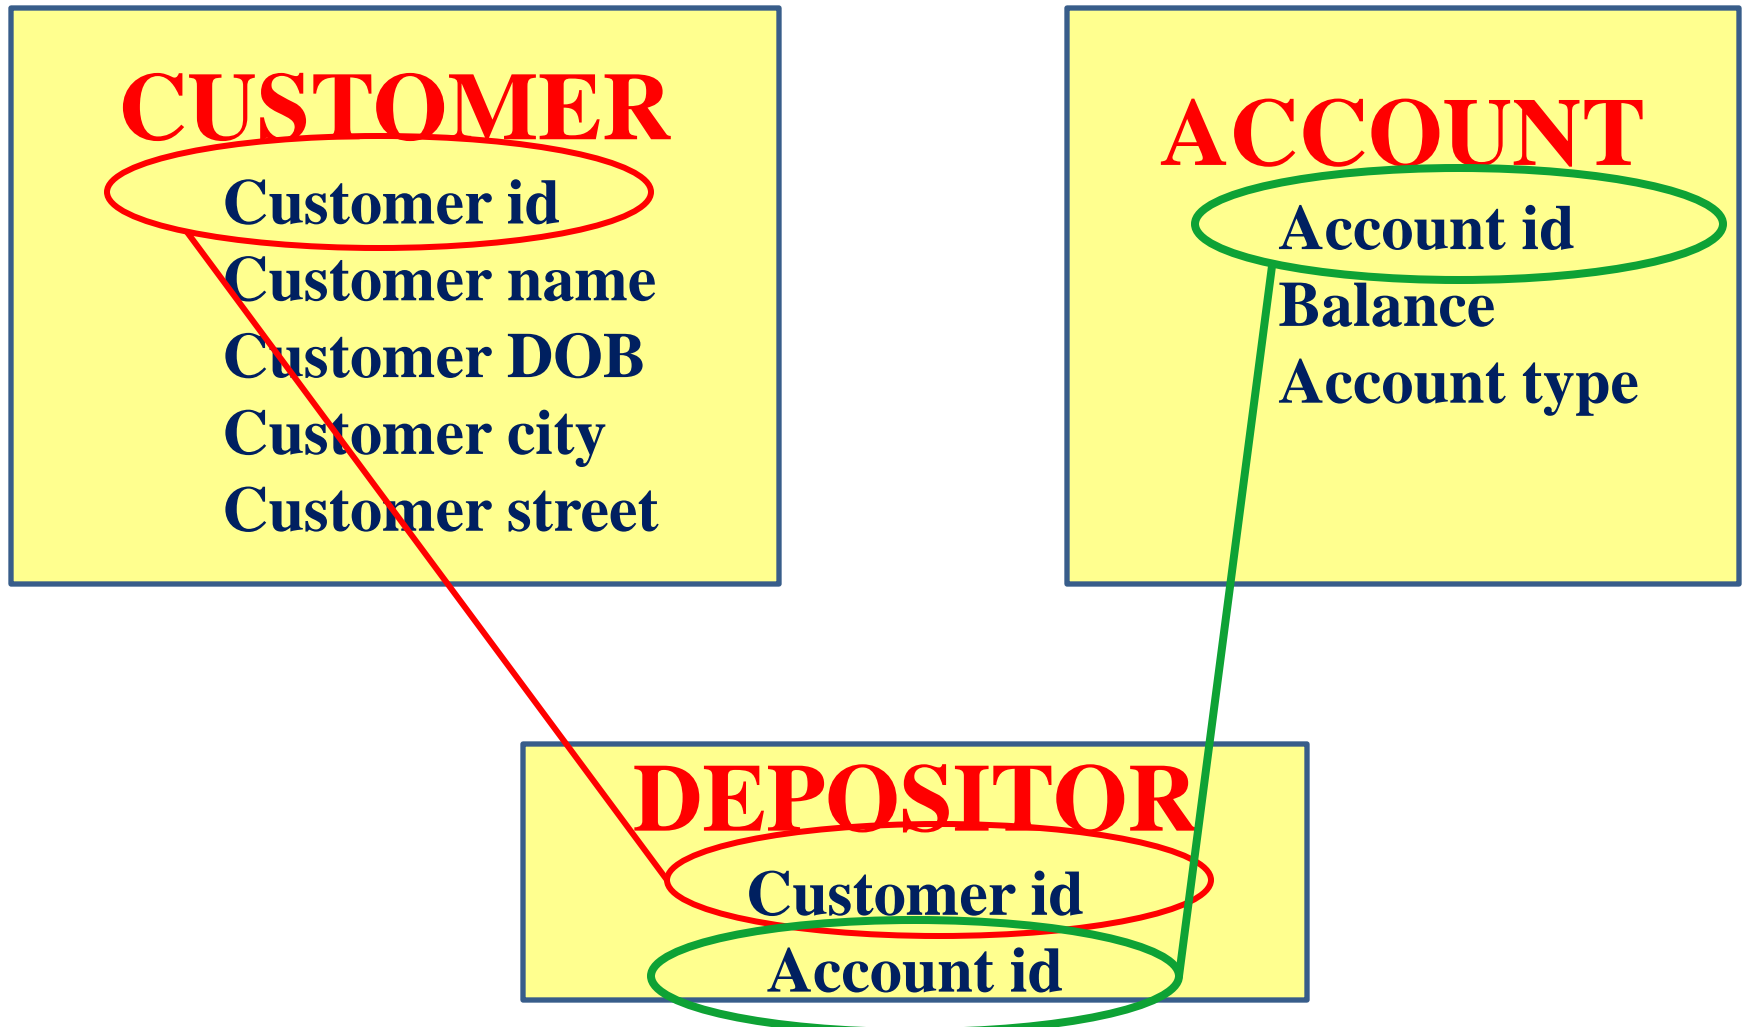 CUSTOMER
Customer id
Customer name
Customer DOB
Customer city
Customer street
ACCOUNT
Account id
Balance
Account type
DEPOSITOR
Customer id
Account id